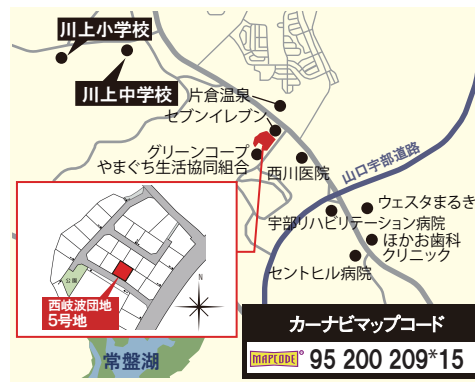 川上小学校
川上中学校
片倉温泉
セブンイレブン
グリーンコープ
やまぐち生活協同組合
西川医院
山口宇部道路
ウェスタまるき
宇部リハビリテーション病院
ほかお歯科
クリニック
セントヒル病院
公園
N
西岐波団地
5号地
常盤湖
カーナビマップコード
MAPCODE® 95 200 209*15